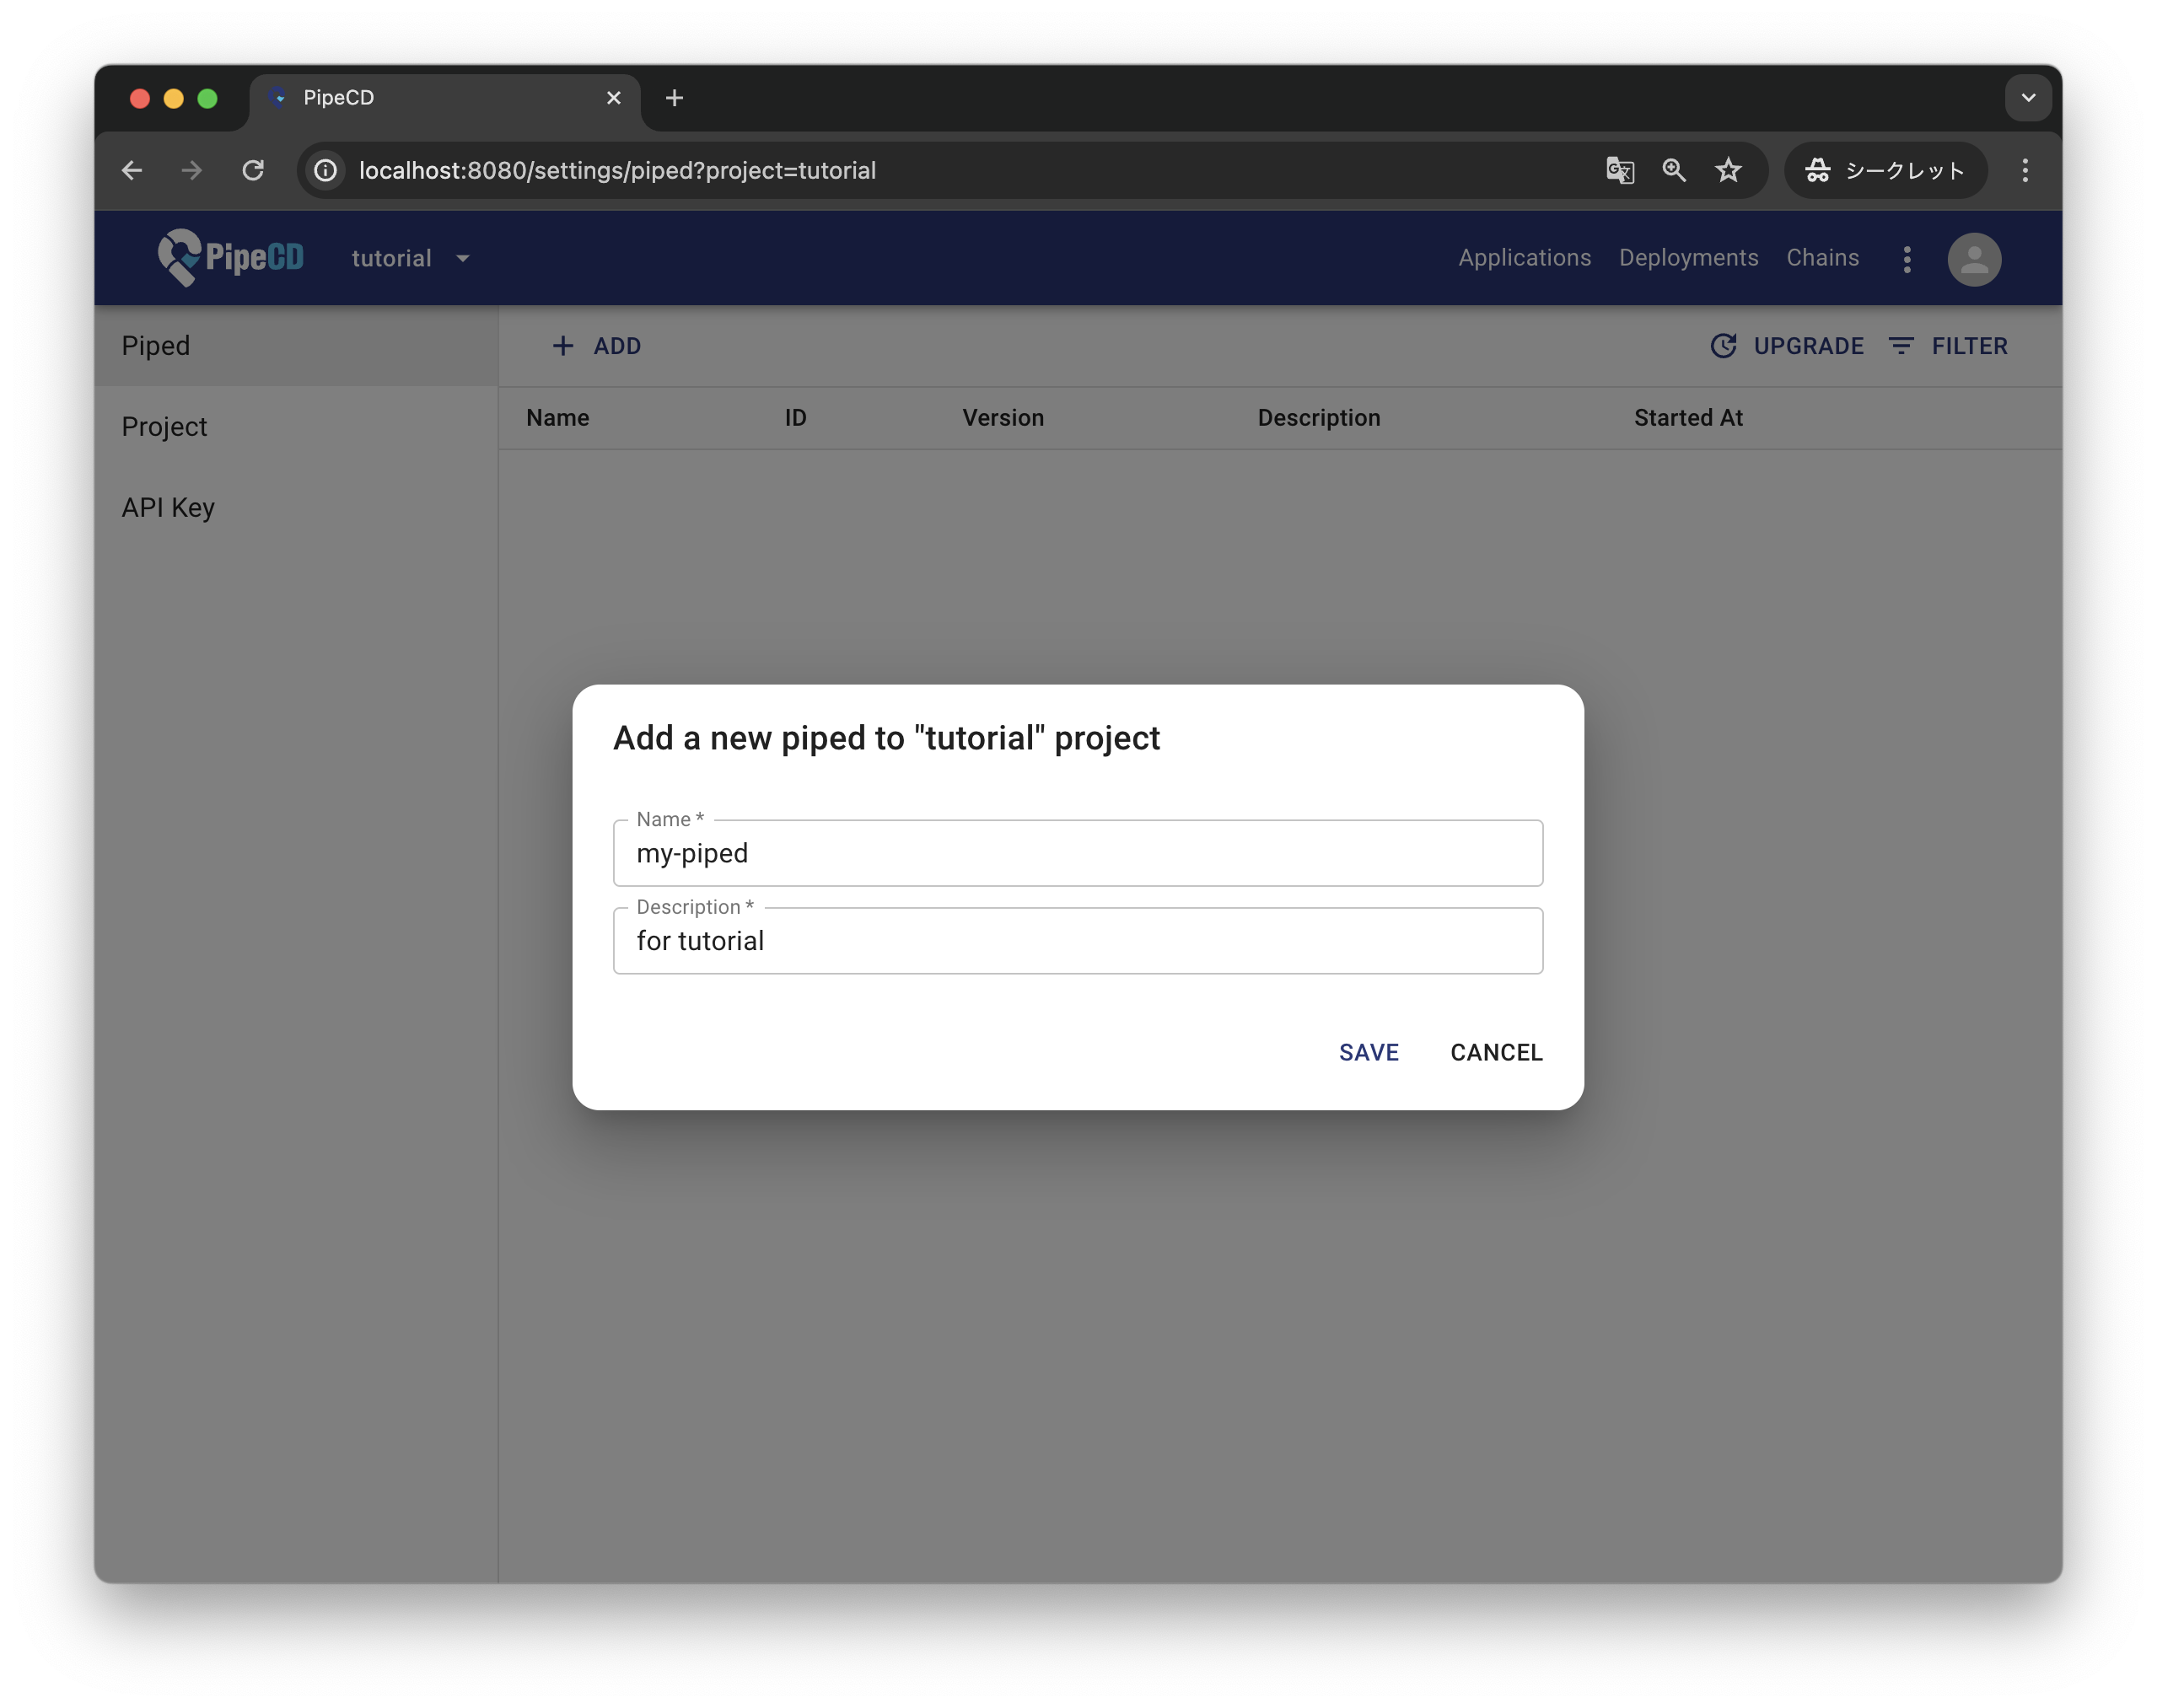 PipeCD
localhost:8080/settings/piped?project=tutorial
シークレット
PipeCD
tutorial
Applications Deployments Chains
Piped
Project
API Key
ADD
UPGRADE FILTER
Name ID Version Description Started At
Add a new piped to "tutorial" project
Name *
my-piped
Description *
for tutorial
SAVE CANCEL